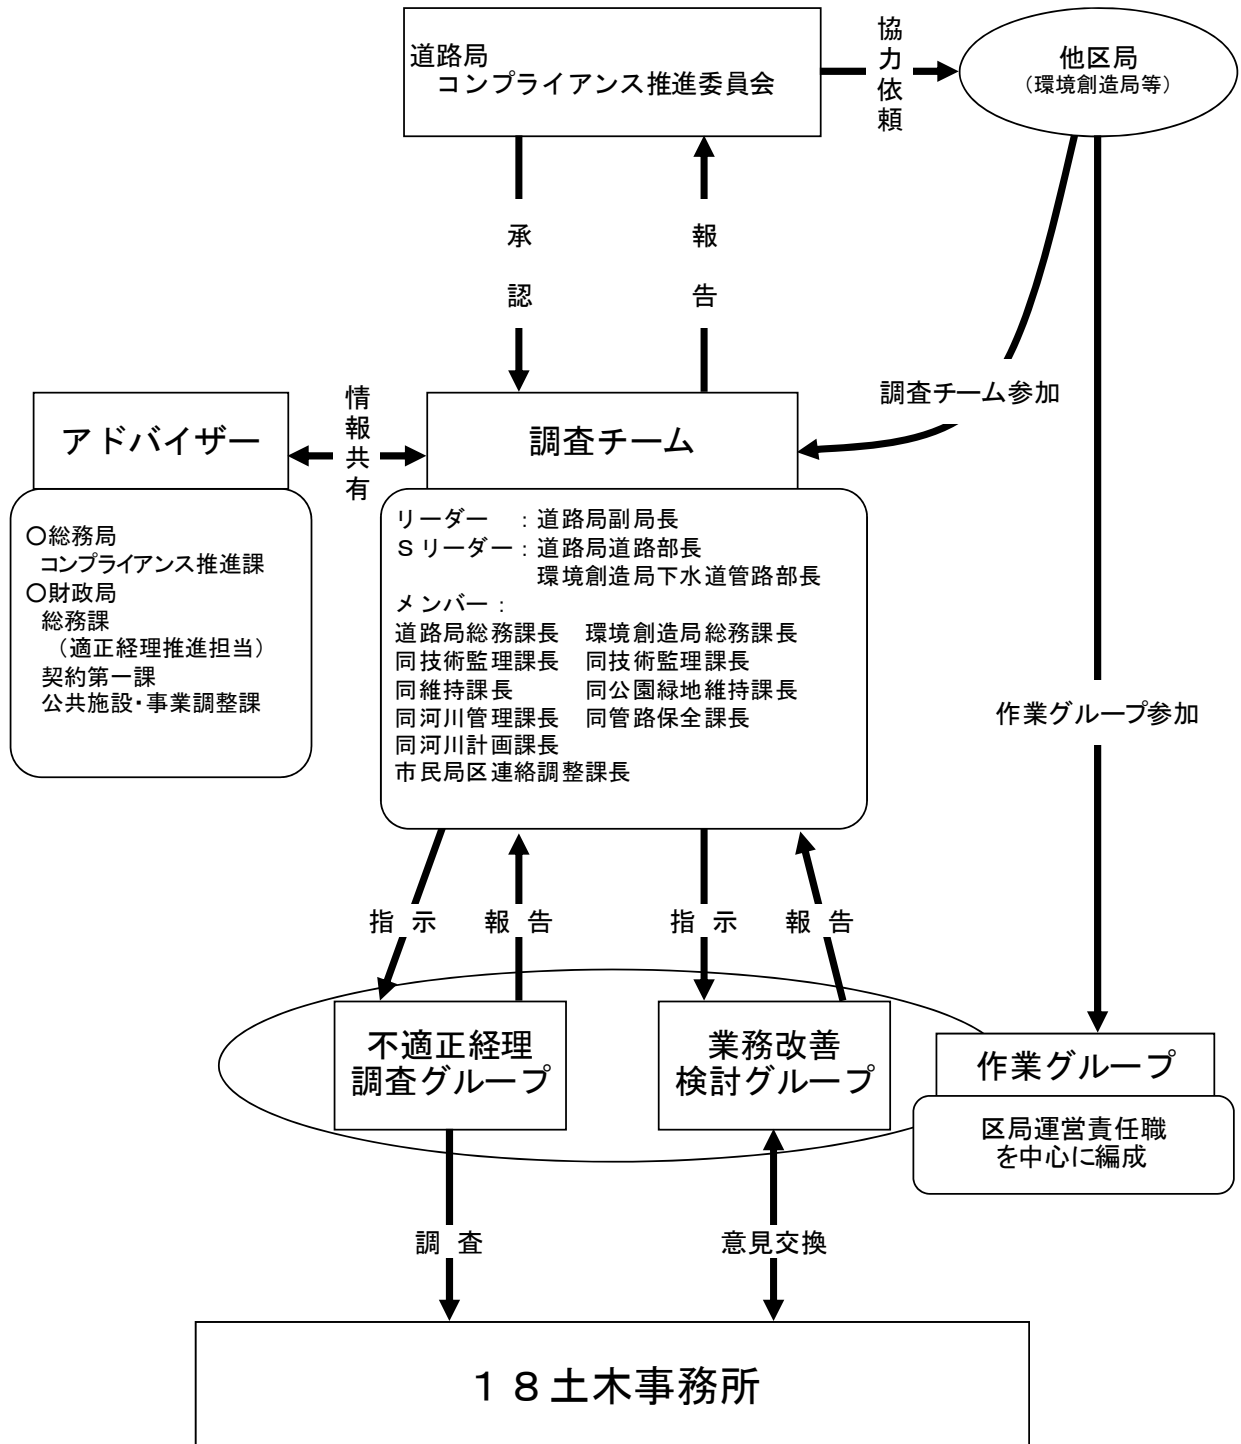 道路局
コンプライアンス推進委員会
協力依頼
他区局
（環境創造局等）
承認
報告
調査チーム参加
アドバイザー
情報共有
調査チーム
○総務局
コンプライアンス推進課
○財政局
総務課
（適正経理推進担当）
契約第一課
公共施設・事業調整課
リーダー　：道路局副局長
Ｓリーダー：道路局道路部長
環境創造局下水道管路部長
メンバー：
道路局総務課長　環境創造局総務課長
同技術監理課長　同技術監理課長
同維持課長　同公園緑地維持課長
同河川管理課長　同管路保全課長
同河川計画課長
市民局区連絡調整課長
作業グループ参加
指示
報告
指示
報告
不適正経理
調査グループ
業務改善
検討グループ
作業グループ
区局運営責任職
を中心に編成
調査
意見交換
１８土木事務所